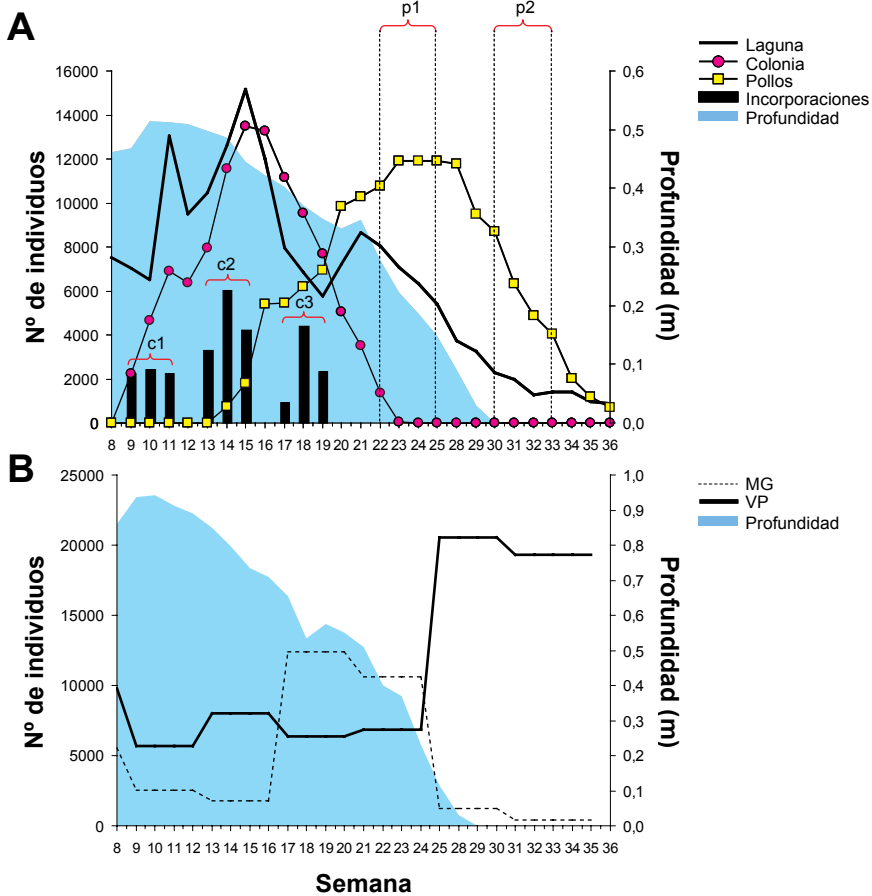 A
p1 p2
Laguna
Colonia
Pollos
Incorporaciones
Profundidad
16000
14000
12000
10000
8000
6000
4000
2000
0
Nº de individuos
0,6
0,5
0,4
0,3
0,2
0,1
0,0
Profundidad (m)
c1
c2
c3
8 9 10 11 12 13 14 15 16 17 18 19 20 21 22 23 24 25 28 29 30 31 32 33 34 35 36
B
MG
VP
Profundidad
25000
20000
15000
10000
5000
0
Nº de individuos
1,0
0,9
0,8
0,7
0,6
0,5
0,4
0,3
0,2
0,1
0,0
Profundidad (m)
8 9 10 11 12 13 14 15 16 17 18 19 20 21 22 23 24 25 28 29 30 31 32 33 34 35 36
Semana